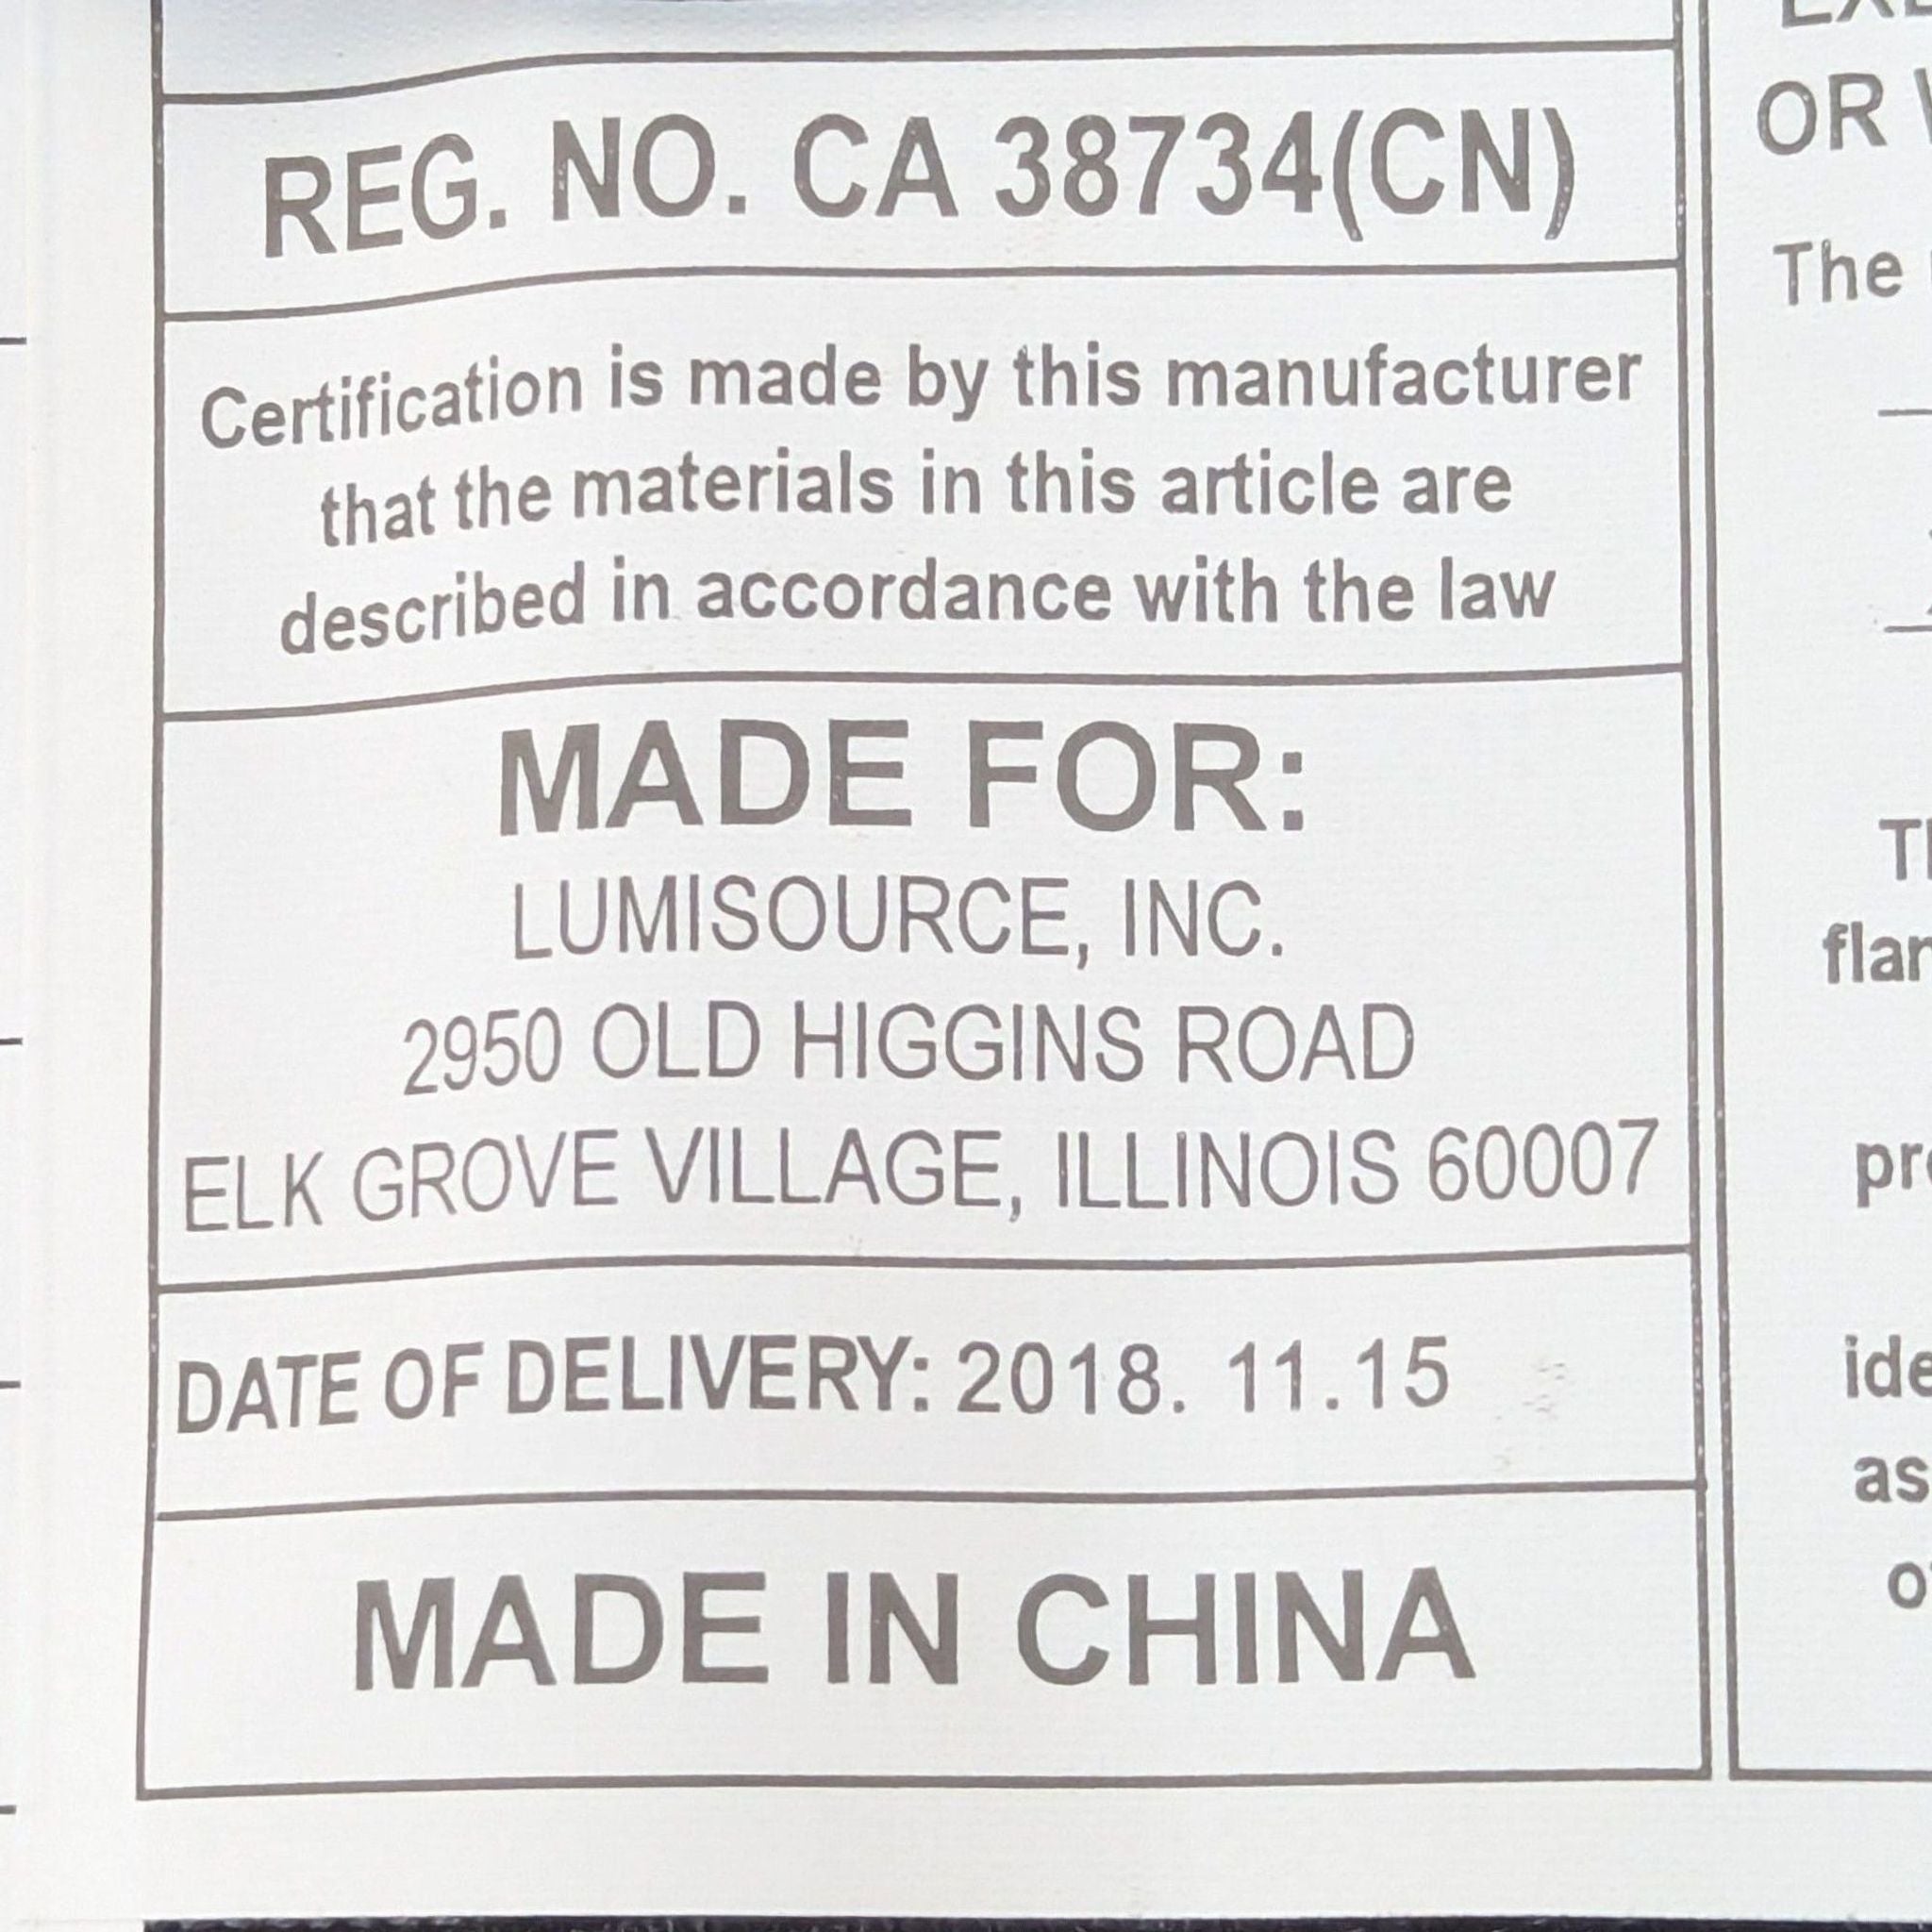 REG. NO. CA 38734(CN)
Certification is made by this manufacturer
that the materials in this article are
described in accordance with the law
MADE FOR:
LUMISOURCE, INC.
2950 OLD HIGGINS ROAD
ELK GROVE VILLAGE, ILLINOIS 60007
DATE OF DELIVERY: 2018. 11.15
MADE IN CHINA
OR
The